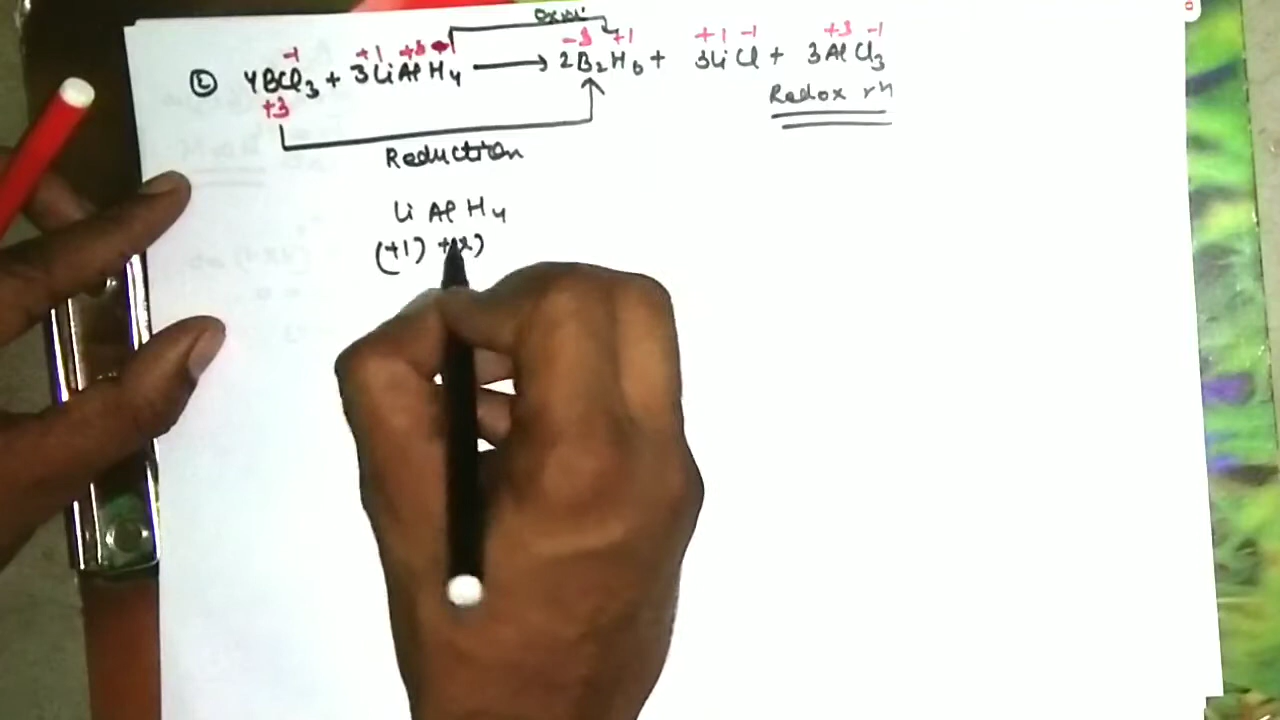 oxidn
-1 +1 +3 -1 -3 +1 +1 -1 +3 -1
② 4BCl₃ + 3LiAlH₄ → 2B₂H₆ + 3LiCl + 3AlCl₃
+3
Redox rn
Reduction
LiAlH₄
(+1) +